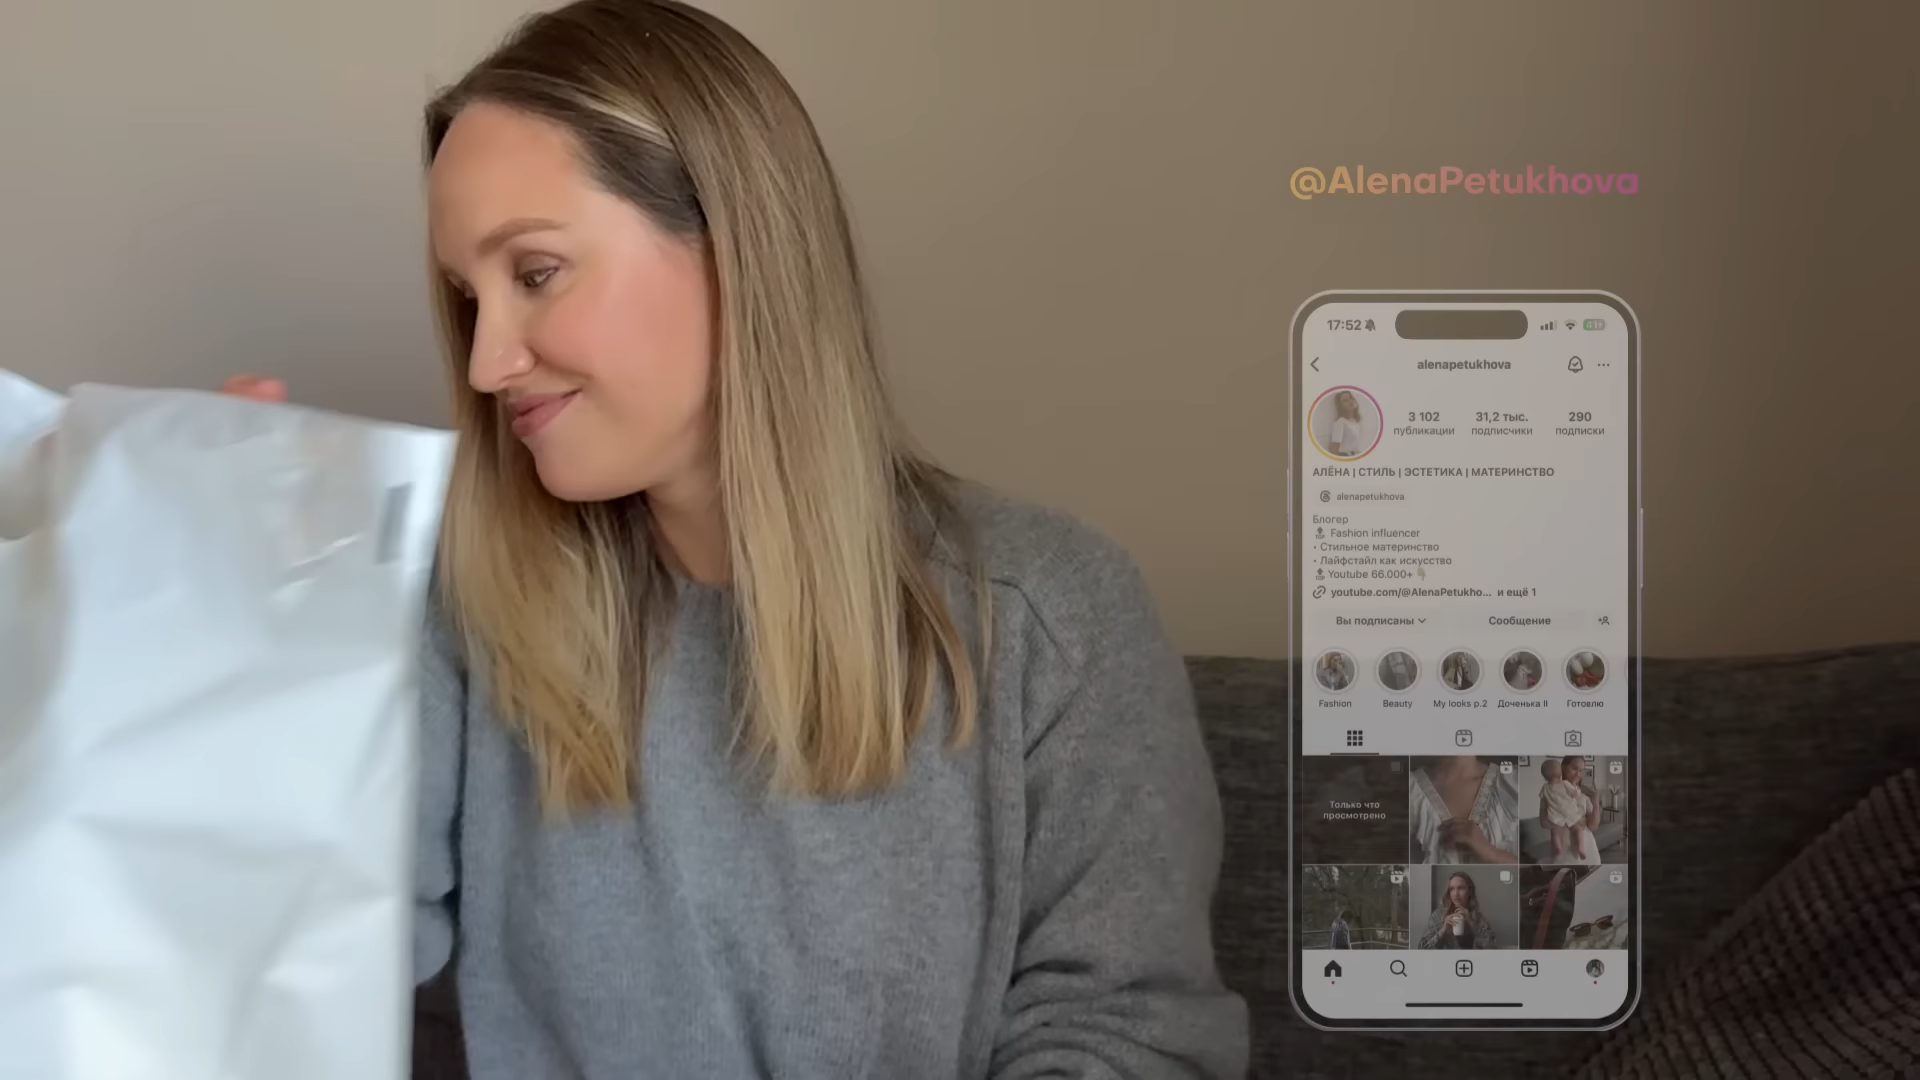 @AlenaPetukhova
17:52
alenapetukhova
3 102
публикации
31,2 тыс.
подписчики
290
подписки
АЛЁНА | СТИЛЬ | ЭСТЕТИКА | МАТЕРИНСТВО
alenapetukhova
Блогер
Fashion influencer
• Стильное материнство
• Лайфстайл как искусство
Youtube 66.000+
youtube.com/@AlenaPetukho... и ещё 1
Вы подписаны
Сообщение
Fashion
Beauty
My looks p.2
Доченька II
Готовлю
Только что
просмотрено